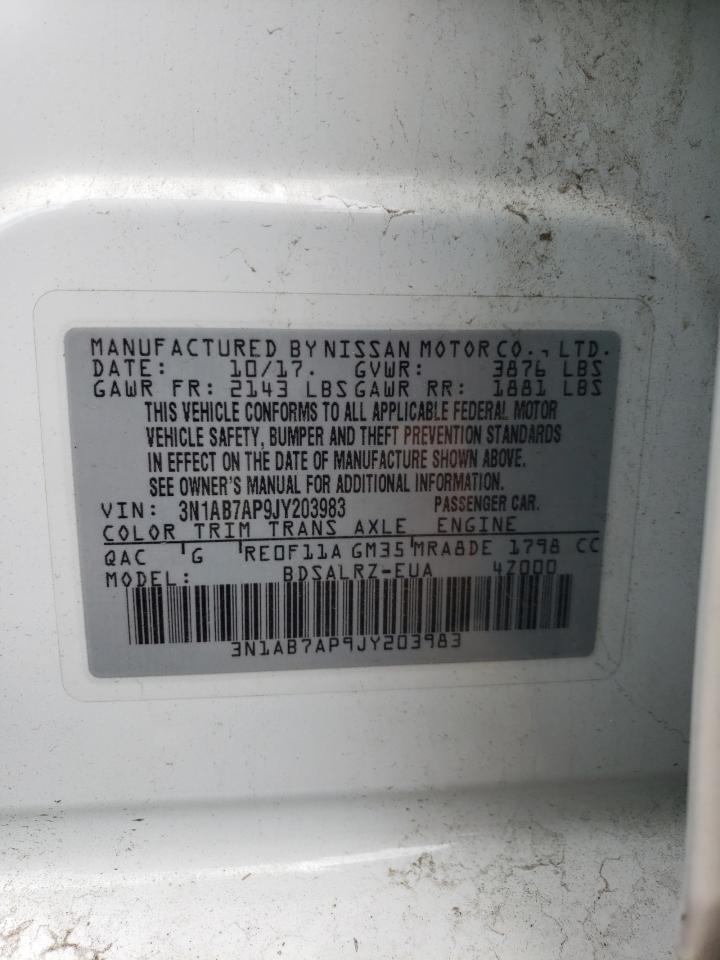 MANUFACTURED BY NISSAN MOTOR CO., LTD.
DATE: 10/17. GVWR: 3876 LBS
GAWR FR: 2143 LBS GAWR RR: 1881 LBS
THIS VEHICLE CONFORMS TO ALL APPLICABLE FEDERAL MOTOR
VEHICLE SAFETY, BUMPER AND THEFT PREVENTION STANDARDS
IN EFFECT ON THE DATE OF MANUFACTURE SHOWN ABOVE.
SEE OWNER'S MANUAL FOR ADDITIONAL INFORMATION.
VIN: 3N1AB7AP9JY203983 PASSENGER CAR.
COLOR TRIM TRANS AXLE ENGINE
QAC G RE0F11A GM35 MRA8DE 1798 CC
MODEL: BDSALRZ-EUA 4Z000
3N1AB7AP9JY203983